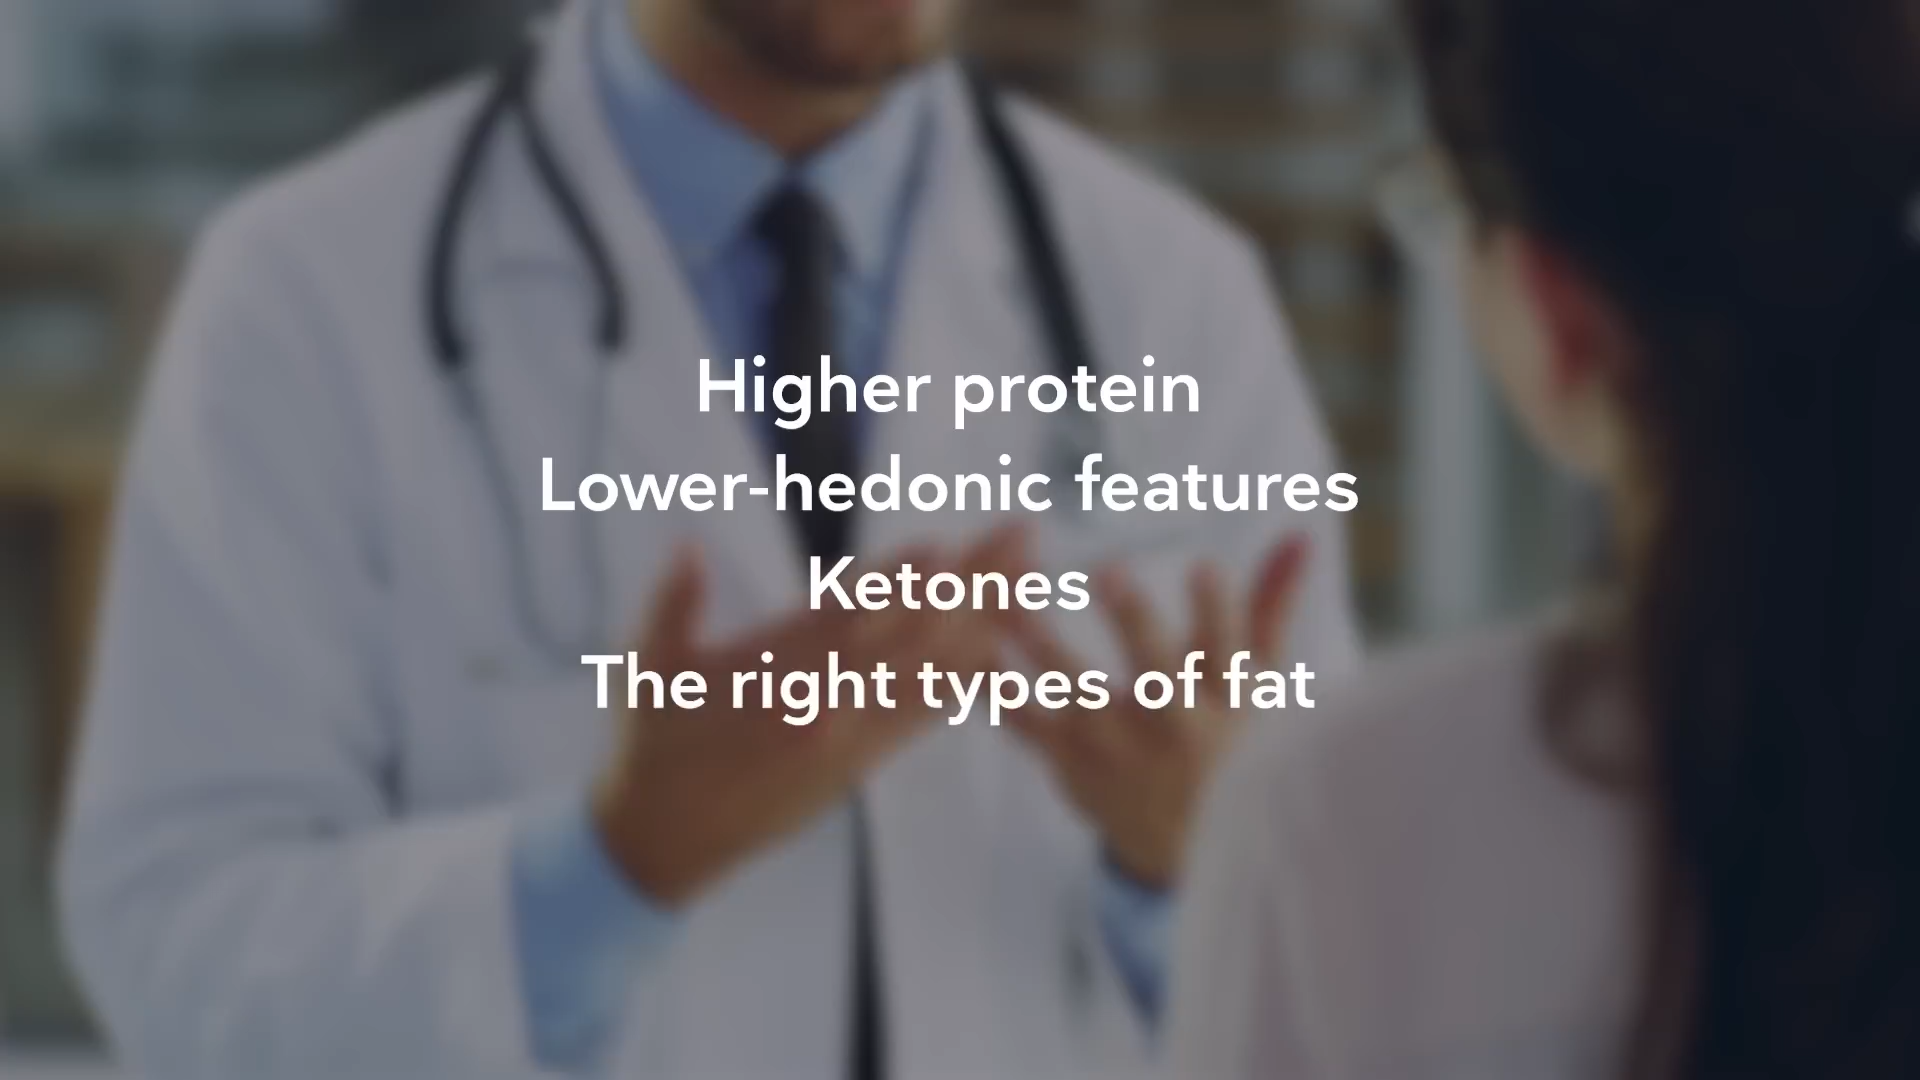 Higher protein
Lower-hedonic features
Ketones
The right types of fat